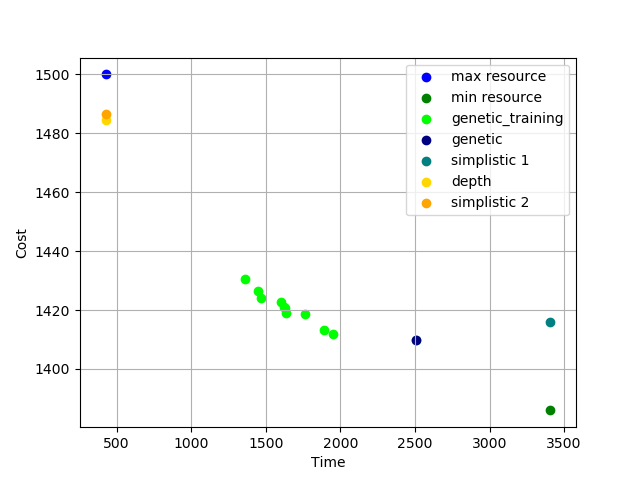 1500
1480
1460
1440
1420
1400
Cost
max resource
min resource
genetic_training
genetic
simplistic 1
depth
simplistic 2
500 1000 1500 2000 2500 3000 3500
Time